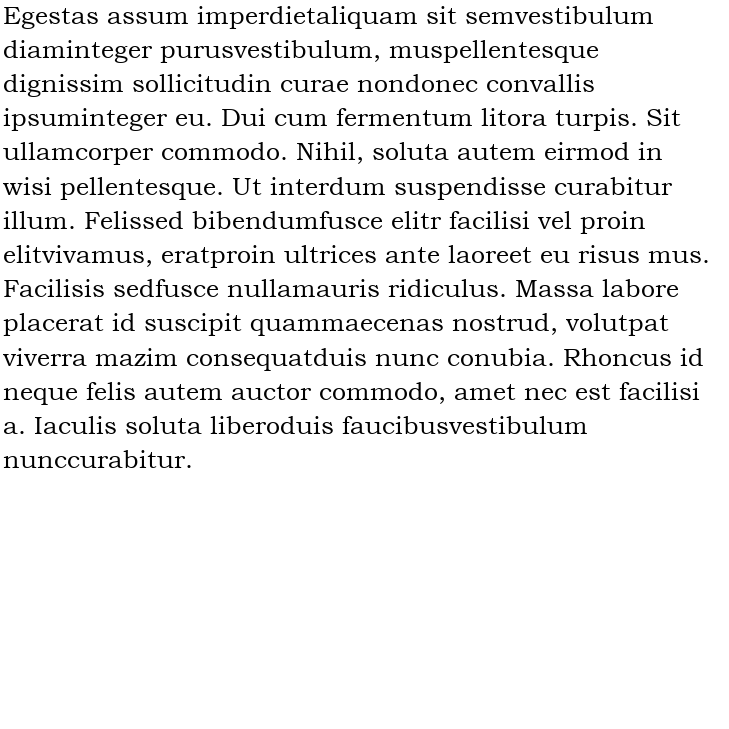 Egestas assum imperdietaliquam sit semvestibulum
diaminteger purusvestibulum, muspellentesque
dignissim sollicitudin curae nondonec convallis
ipsuminteger eu. Dui cum fermentum litora turpis. Sit
ullamcorper commodo. Nihil, soluta autem eirmod in
wisi pellentesque. Ut interdum suspendisse curabitur
illum. Felissed bibendumfusce elitr facilisi vel proin
elitvivamus, eratproin ultrices ante laoreet eu risus mus.
Facilisis sedfusce nullamauris ridiculus. Massa labore
placerat id suscipit quammaecenas nostrud, volutpat
viverra mazim consequatduis nunc conubia. Rhoncus id
neque felis autem auctor commodo, amet nec est facilisi
a. Iaculis soluta liberoduis faucibusvestibulum
nunccurabitur.